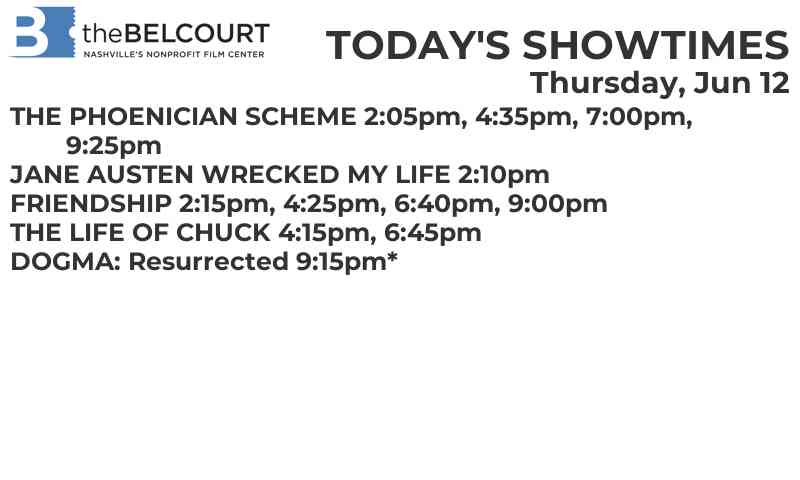 B theBELCOURT
NASHVILLE'S NONPROFIT FILM CENTER
TODAY'S SHOWTIMES
Thursday, Jun 12
THE PHOENICIAN SCHEME 2:05pm, 4:35pm, 7:00pm,
9:25pm
JANE AUSTEN WRECKED MY LIFE 2:10pm
FRIENDSHIP 2:15pm, 4:25pm, 6:40pm, 9:00pm
THE LIFE OF CHUCK 4:15pm, 6:45pm
DOGMA: Resurrected 9:15pm*